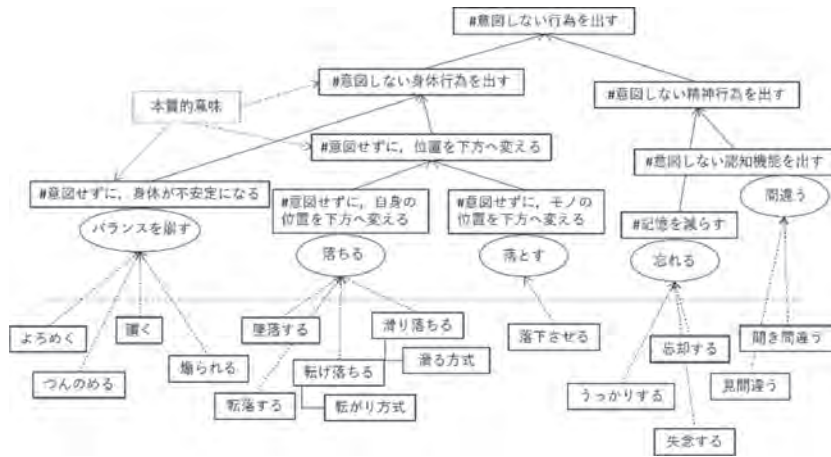 #意図しない行為を出す
#意図しない身体行為を出す
#意図しない精神行為を出す
本質的意味
#意図せずに，位置を下方へ変える
#意図しない認知機能を出す
#意図せずに，身体が不安定になる
#意図せずに，自身の
位置を下方へ変える
#意図せずに，モノの
位置を下方へ変える
間違う
#記憶を減らす
バランスを崩す
落ちる
落とす
忘れる
よろめく
躓く
墜落する
滑り落ちる
落下させる
忘却する
聞き間違う
つんのめる
煽られる
転げ落ちる
滑る方式
うっかりする
見間違う
転落する
転がり方式
失念する